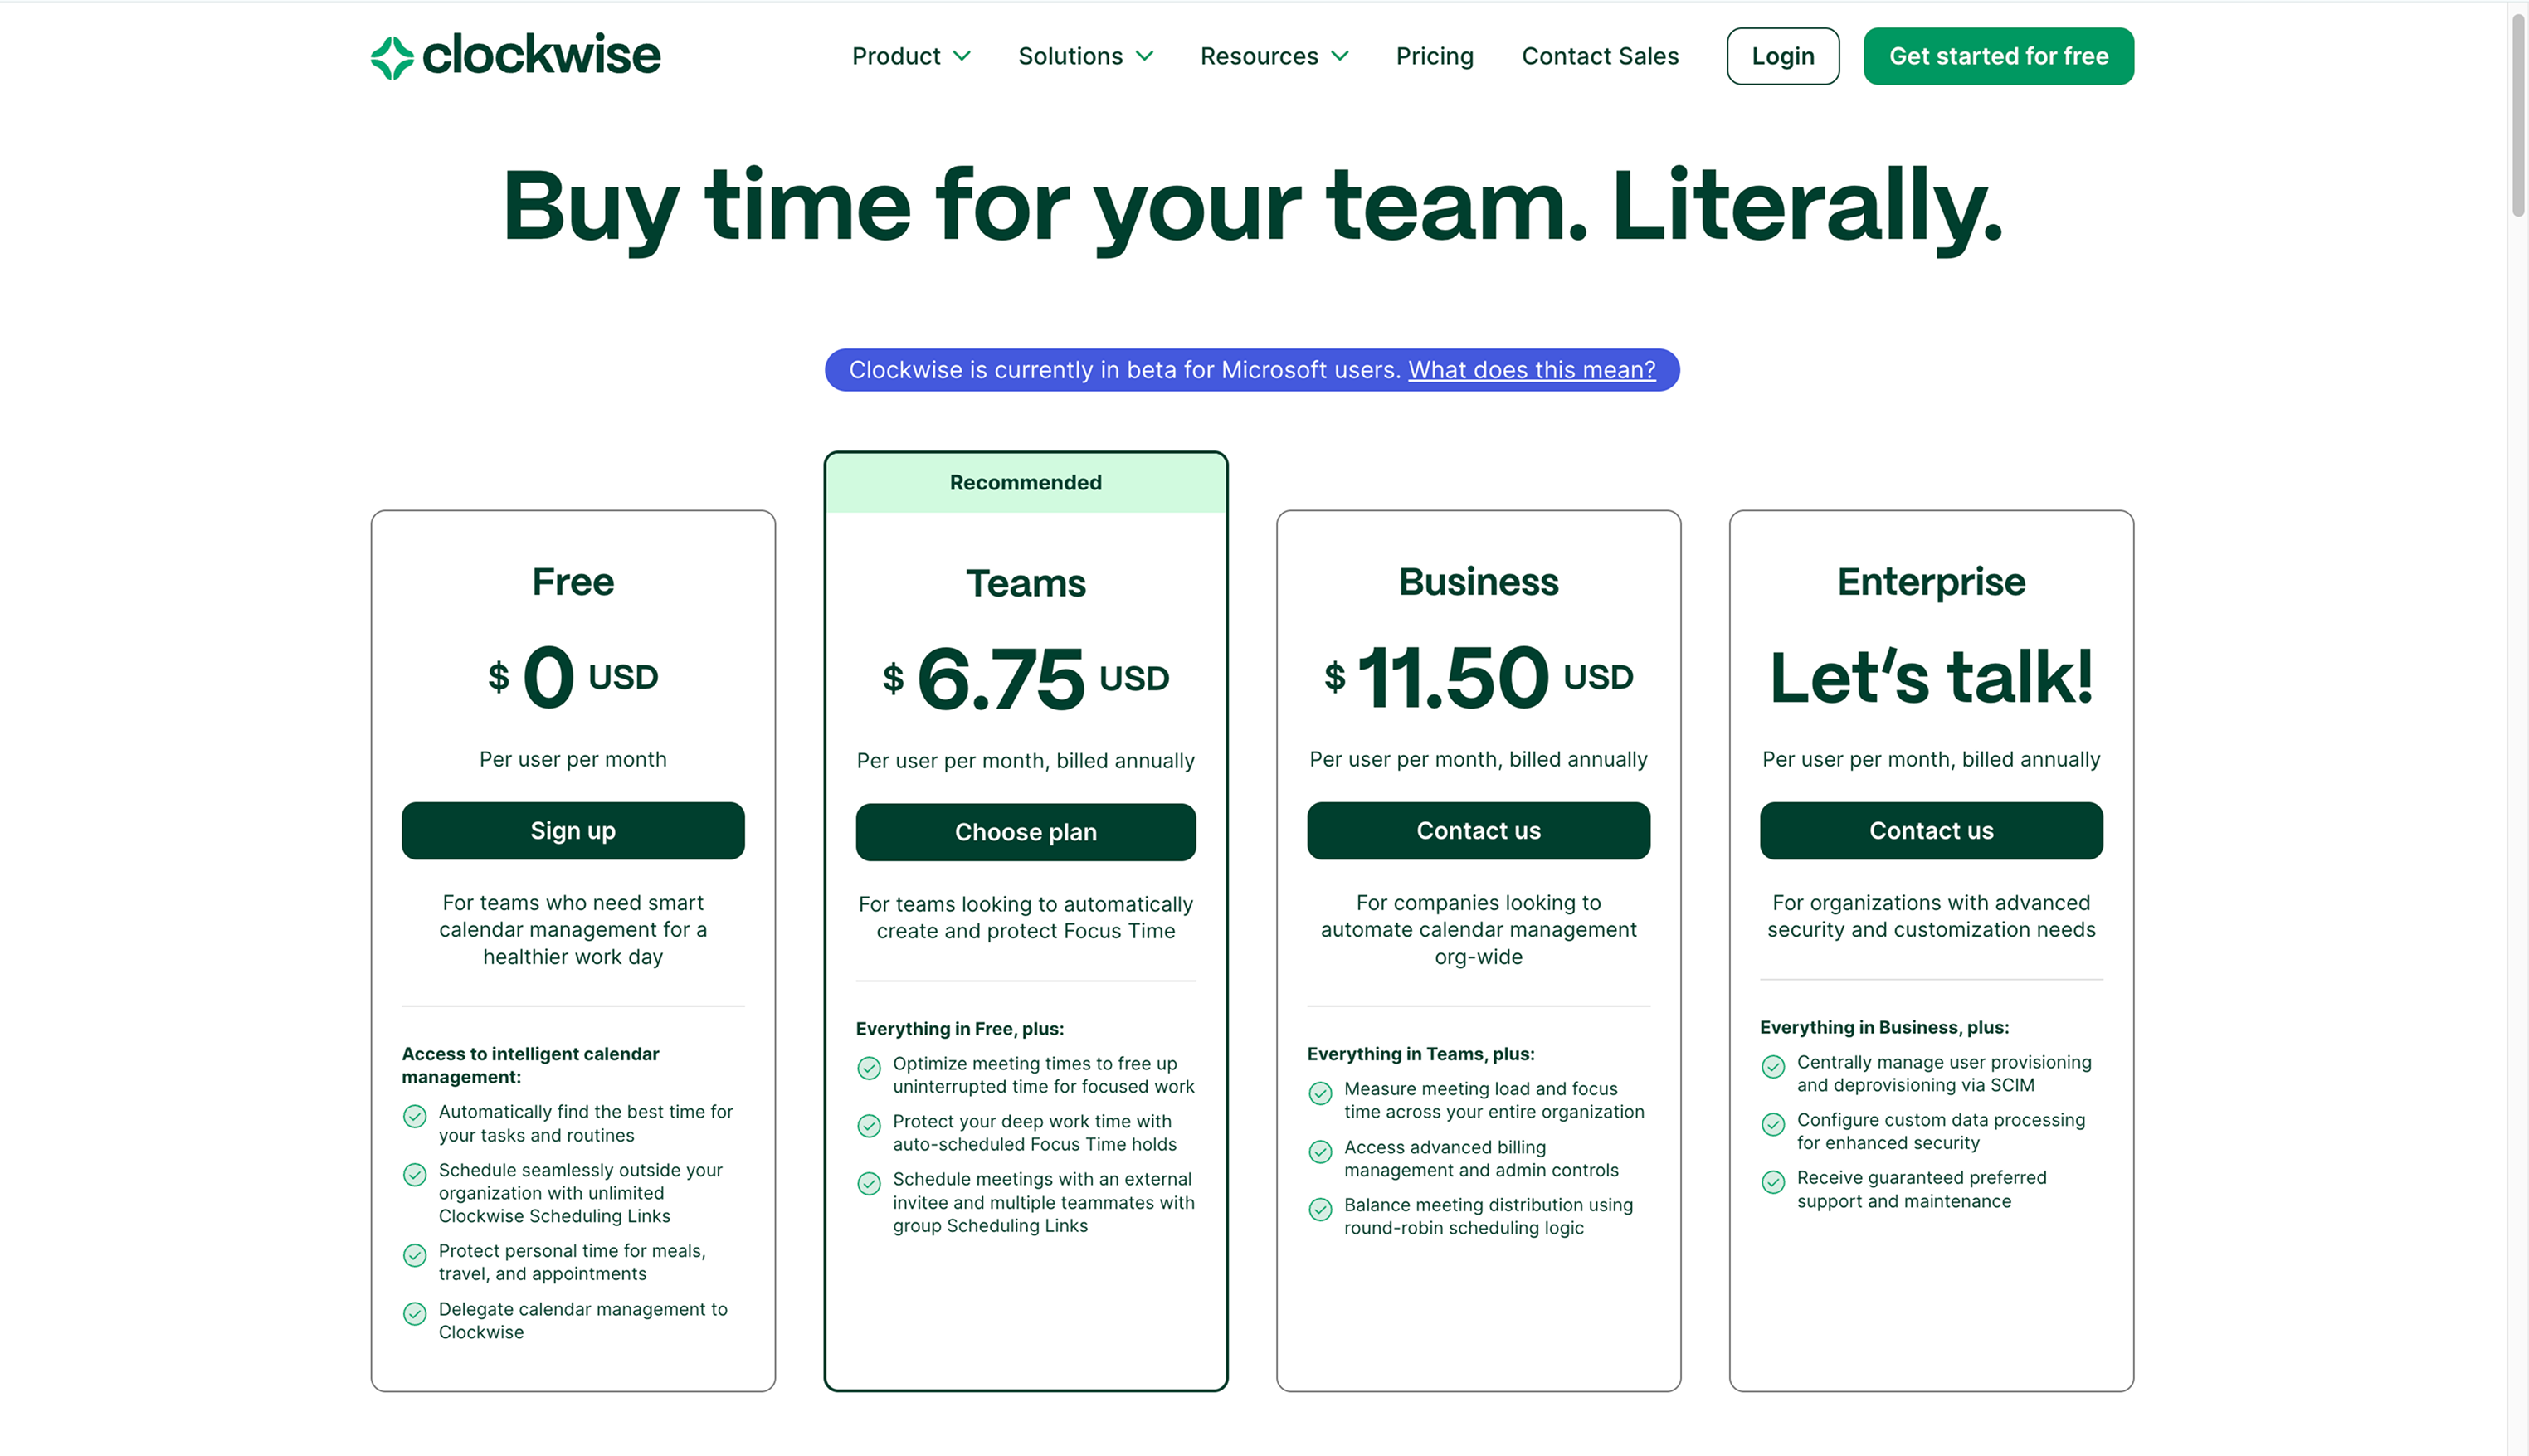 clockwise
Product Solutions Resources Pricing Contact Sales Login Get started for free
Buy time for your team. Literally.
Clockwise is currently in beta for Microsoft users. What does this mean?
Free
$ 0 USD
Per user per month
Sign up
For teams who need smart
calendar management for a
healthier work day
Access to intelligent calendar
management:
Automatically find the best time for
your tasks and routines
Schedule seamlessly outside your
organization with unlimited
Clockwise Scheduling Links
Protect personal time for meals,
travel, and appointments
Delegate calendar management to
Clockwise
Recommended
Teams
$ 6.75 USD
Per user per month, billed annually
Choose plan
For teams looking to automatically
create and protect Focus Time
Everything in Free, plus:
Optimize meeting times to free up
uninterrupted time for focused work
Protect your deep work time with
auto-scheduled Focus Time holds
Schedule meetings with an external
invitee and multiple teammates with
group Scheduling Links
Business
$ 11.50 USD
Per user per month, billed annually
Contact us
For companies looking to
automate calendar management
org-wide
Everything in Teams, plus:
Measure meeting load and focus
time across your entire organization
Access advanced billing
management and admin controls
Balance meeting distribution using
round-robin scheduling logic
Enterprise
Let’s talk!
Per user per month, billed annually
Contact us
For organizations with advanced
security and customization needs
Everything in Business, plus:
Centrally manage user provisioning
and deprovisioning via SCIM
Configure custom data processing
for enhanced security
Receive guaranteed preferred
support and maintenance